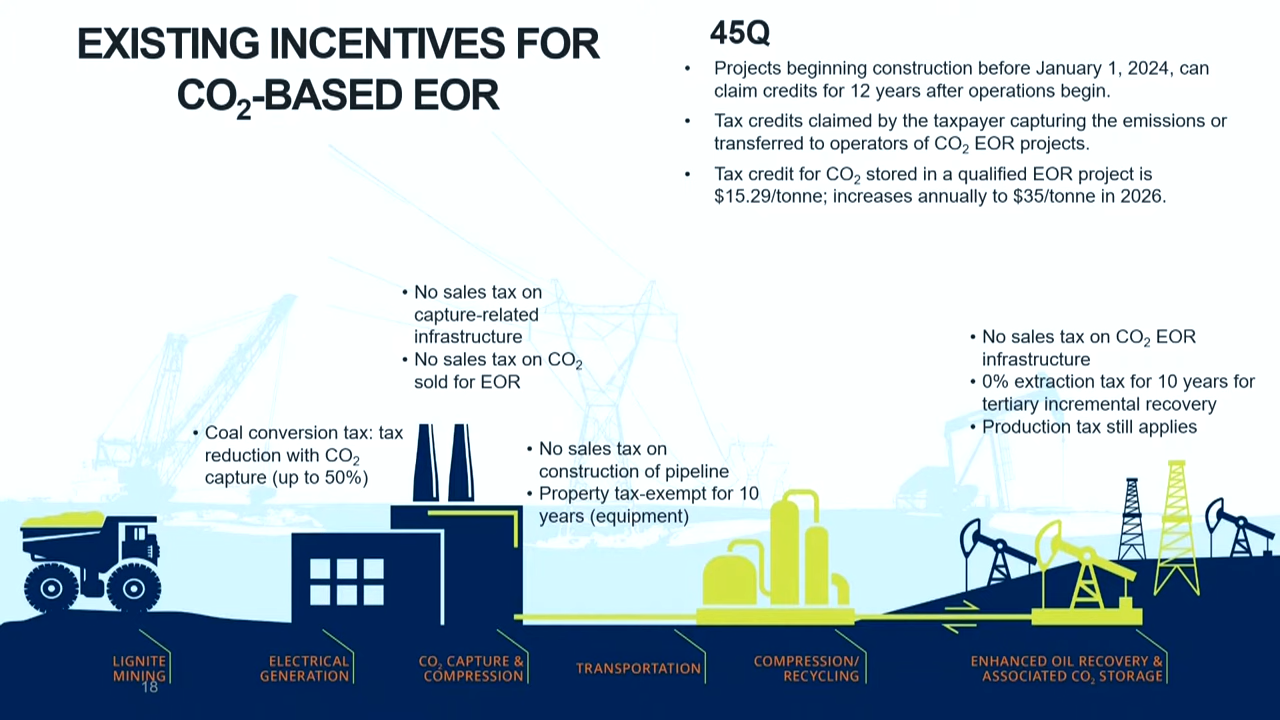 EXISTING INCENTIVES FOR
CO₂-BASED EOR
45Q
• Projects beginning construction before January 1, 2024, can
claim credits for 12 years after operations begin.
• Tax credits claimed by the taxpayer capturing the emissions or
transferred to operators of CO₂ EOR projects.
• Tax credit for CO₂ stored in a qualified EOR project is
$15.29/tonne; increases annually to $35/tonne in 2026.
• No sales tax on
capture-related
infrastructure
• No sales tax on CO₂
sold for EOR
• No sales tax on CO₂ EOR
infrastructure
• 0% extraction tax for 10 years for
tertiary incremental recovery
• Production tax still applies
• Coal conversion tax: tax
reduction with CO₂
capture (up to 50%)
• No sales tax on
construction of pipeline
• Property tax-exempt for 10
years (equipment)
LIGNITE
MINING
ELECTRICAL
GENERATION
CO₂ CAPTURE &
COMPRESSION
TRANSPORTATION
COMPRESSION/
RECYCLING
ENHANCED OIL RECOVERY &
ASSOCIATED CO₂ STORAGE
18